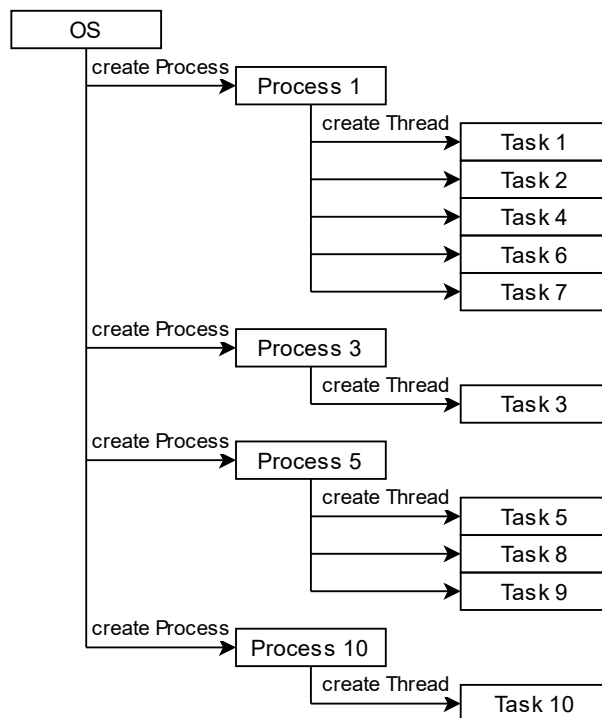 OS
create Process
Process 1
create Thread
Task 1
Task 2
Task 4
Task 6
Task 7
create Process
Process 3
create Thread
Task 3
create Process
Process 5
create Thread
Task 5
Task 8
Task 9
create Process
Process 10
create Thread
Task 10